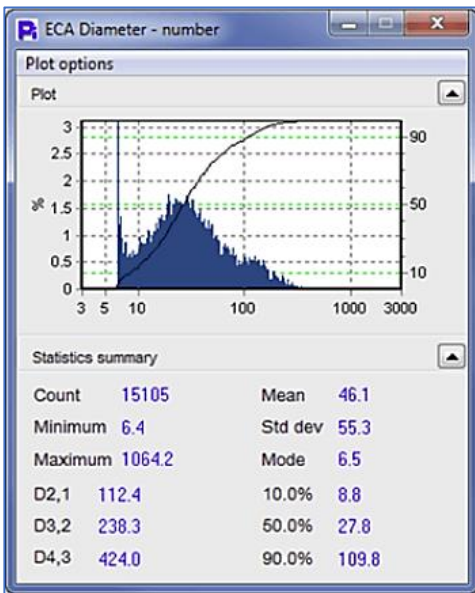 ECA Diameter - number
Plot options
Plot
3
2.5
2
1.5
1
0.5
0
%
90
50
10
3 5 10 100 1000 3000
Statistics summary
Count 15105 Mean 46.1
Minimum 6.4 Std dev 55.3
Maximum 1064.2 Mode 6.5
D2,1 112.4 10.0% 8.8
D3,2 238.3 50.0% 27.8
D4,3 424.0 90.0% 109.8